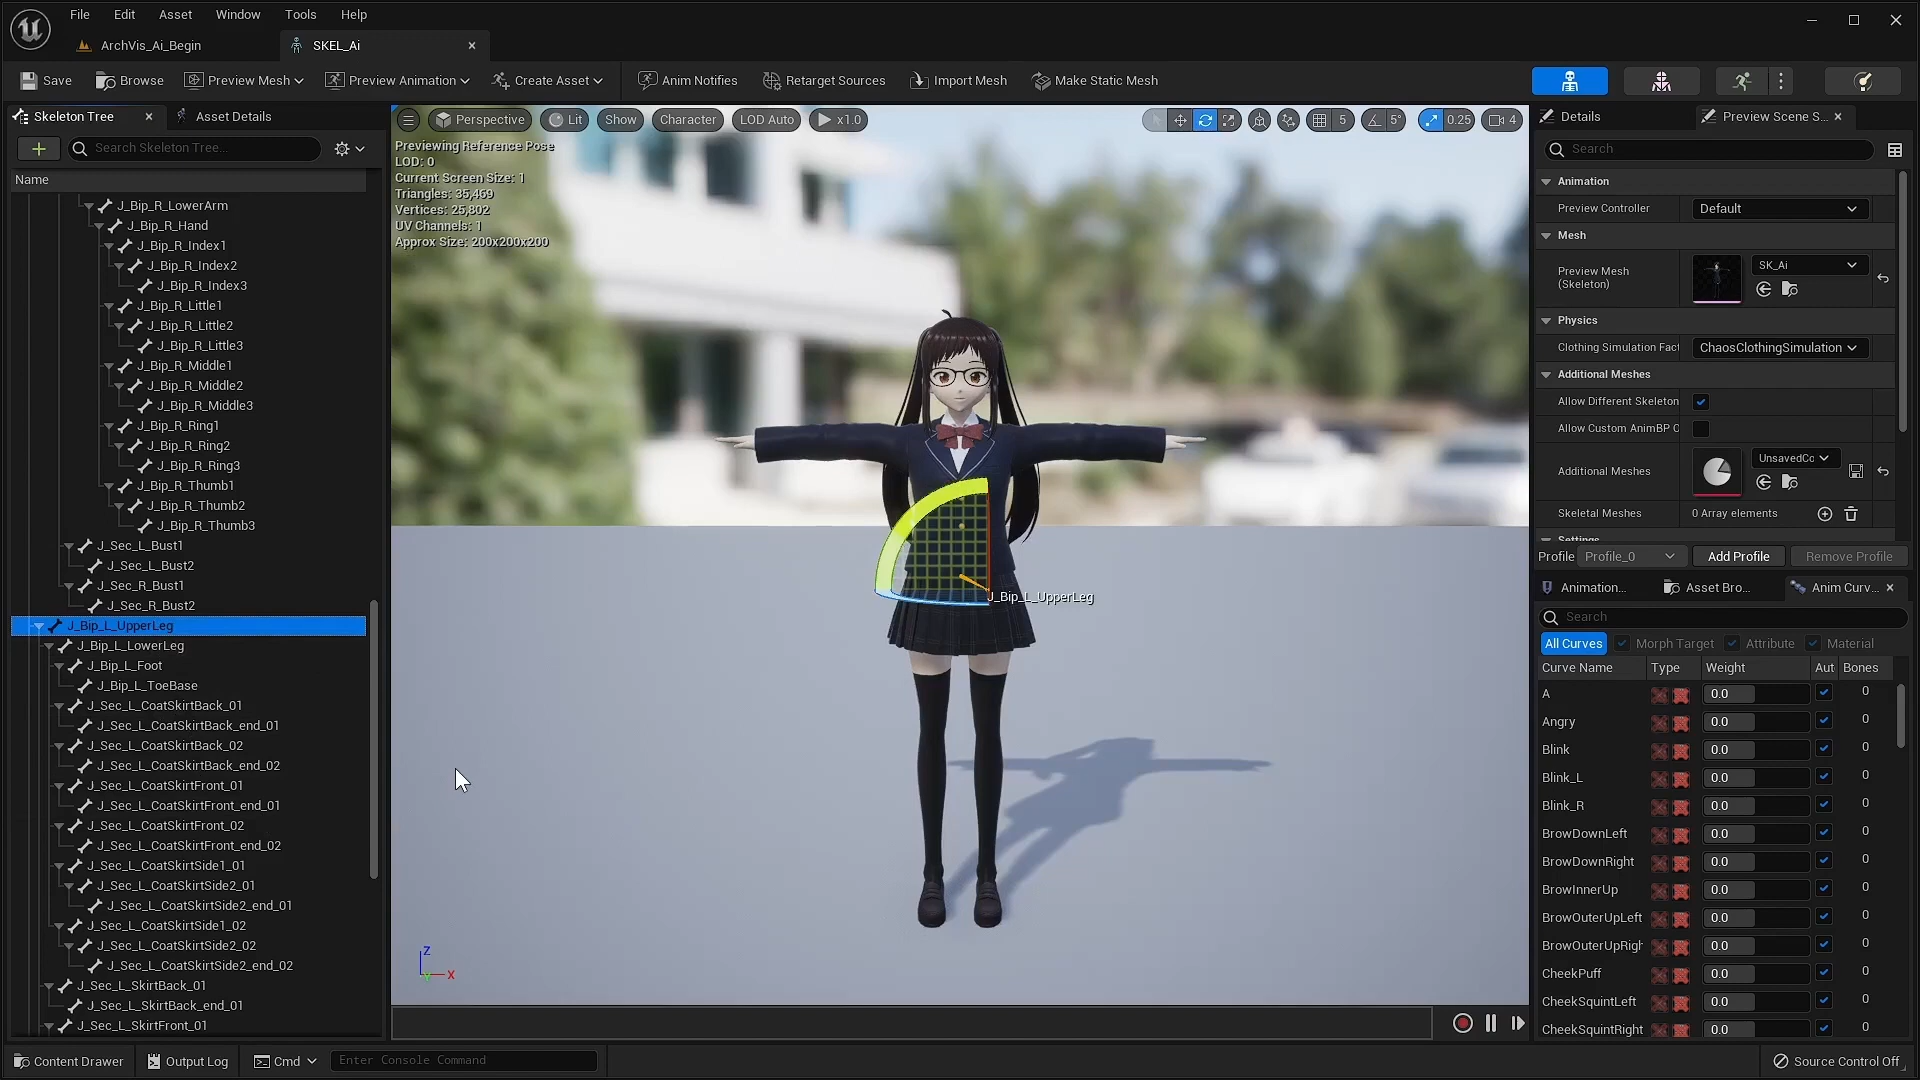 File Edit Asset Window Tools Help
ArchVis_Ai_Begin
SKEL_Ai
Save Browse Preview Mesh Preview Animation Create Asset Anim Notifies Retarget Sources Import Mesh Make Static Mesh
Skeleton Tree
Asset Details
Search Skeleton Tree...
Name
J_Bip_R_LowerArm
J_Bip_R_Hand
J_Bip_R_Index1
J_Bip_R_Index2
J_Bip_R_Index3
J_Bip_R_Little1
J_Bip_R_Little2
J_Bip_R_Little3
J_Bip_R_Middle1
J_Bip_R_Middle2
J_Bip_R_Middle3
J_Bip_R_Ring1
J_Bip_R_Ring2
J_Bip_R_Ring3
J_Bip_R_Thumb1
J_Bip_R_Thumb2
J_Bip_R_Thumb3
J_Sec_L_Bust1
J_Sec_L_Bust2
J_Sec_R_Bust1
J_Sec_R_Bust2
J_Bip_L_UpperLeg
J_Bip_L_LowerLeg
J_Bip_L_Foot
J_Bip_L_ToeBase
J_Sec_L_CoatSkirtBack_01
J_Sec_L_CoatSkirtBack_end_01
J_Sec_L_CoatSkirtBack_02
J_Sec_L_CoatSkirtBack_end_02
J_Sec_L_CoatSkirtFront_01
J_Sec_L_CoatSkirtFront_end_01
J_Sec_L_CoatSkirtFront_02
J_Sec_L_CoatSkirtFront_end_02
J_Sec_L_CoatSkirtSide1_01
J_Sec_L_CoatSkirtSide2_01
J_Sec_L_CoatSkirtSide2_end_01
J_Sec_L_CoatSkirtSide1_02
J_Sec_L_CoatSkirtSide2_02
J_Sec_L_CoatSkirtSide2_end_02
J_Sec_L_SkirtBack_01
J_Sec_L_SkirtBack_end_01
J_Sec_L_SkirtFront_01
Perspective Lit Show Character LOD Auto x1.0
5 5° 0.25 4
Previewing Reference Pose
LOD: 0
Current Screen Size: 1
Triangles: 35,469
Vertices: 25,802
UV Channels: 1
Approx Size: 200x200x200
J_Bip_L_UpperLeg
Z
X
Details
Preview Scene S...
Search
Animation
Preview Controller Default
Mesh
Preview Mesh
(Skeleton)
SK_Ai
Physics
Clothing Simulation Fact ChaosClothingSimulation
Additional Meshes
Allow Different Skeleton
Allow Custom AnimBP O
Additional Meshes UnsavedCo
Skeletal Meshes 0 Array elements
Settings
Profile Profile_0 Add Profile Remove Profile
Animation... Asset Bro... Anim Curv...
Search
All Curves Morph Target Attribute Material
Curve Name Type Weight Aut Bones
A 0.0 0
Angry 0.0 0
Blink 0.0 0
Blink_L 0.0 0
Blink_R 0.0 0
BrowDownLeft 0.0 0
BrowDownRight 0.0 0
BrowInnerUp 0.0 0
BrowOuterUpLeft 0.0 0
BrowOuterUpRigh 0.0 0
CheekPuff 0.0 0
CheekSquintLeft 0.0 0
CheekSquintRight 0.0 0
Content Drawer Output Log Cmd Enter Console Command
Source Control Off